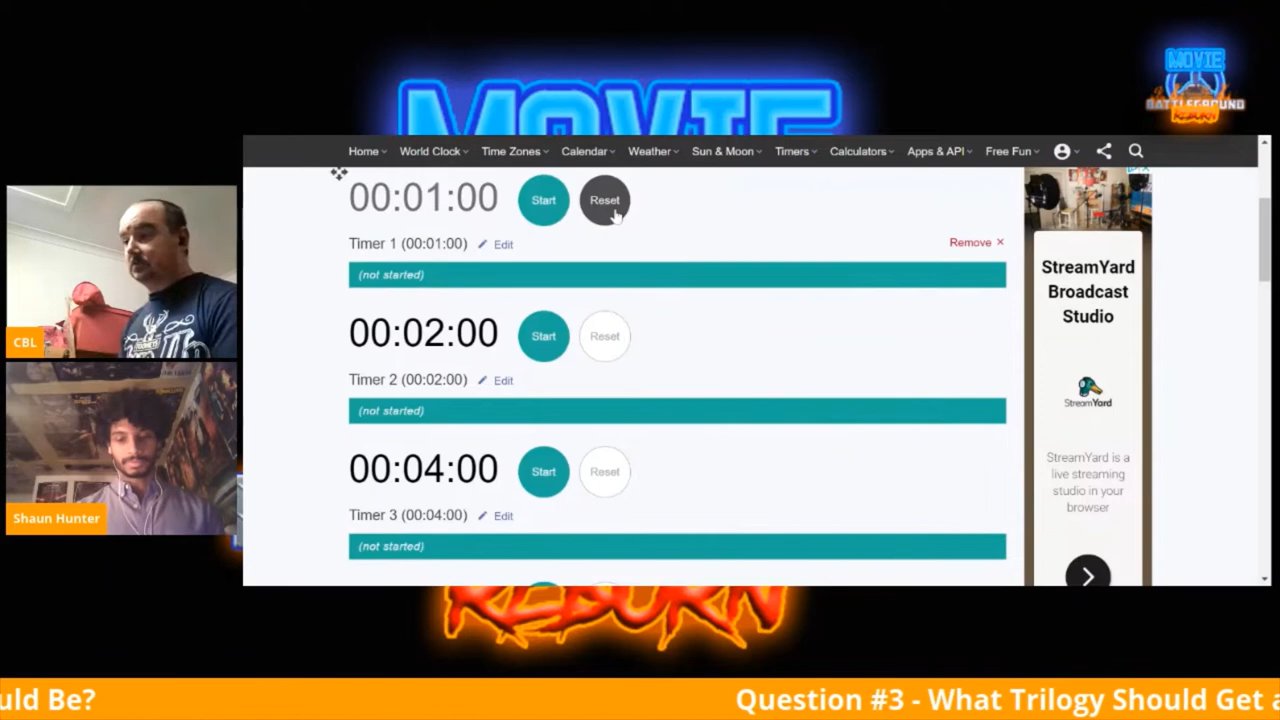 MOVIE
MOVIE
BATTLEGROUND
REBORN
Home World Clock Time Zones Calendar Weather Sun & Moon Timers Calculators Apps & API Free Fun
00:01:00 Start Reset
Timer 1 (00:01:00) Edit Remove ×
(not started)
00:02:00 Start Reset
Timer 2 (00:02:00) Edit
(not started)
00:04:00 Start Reset
Timer 3 (00:04:00) Edit
(not started)
StreamYard
Broadcast
Studio
StreamYard
StreamYard is a
live streaming
studio in your
browser
CBL
Shaun Hunter
REBORN
uld Be? Question #3 - What Trilogy Should Get a